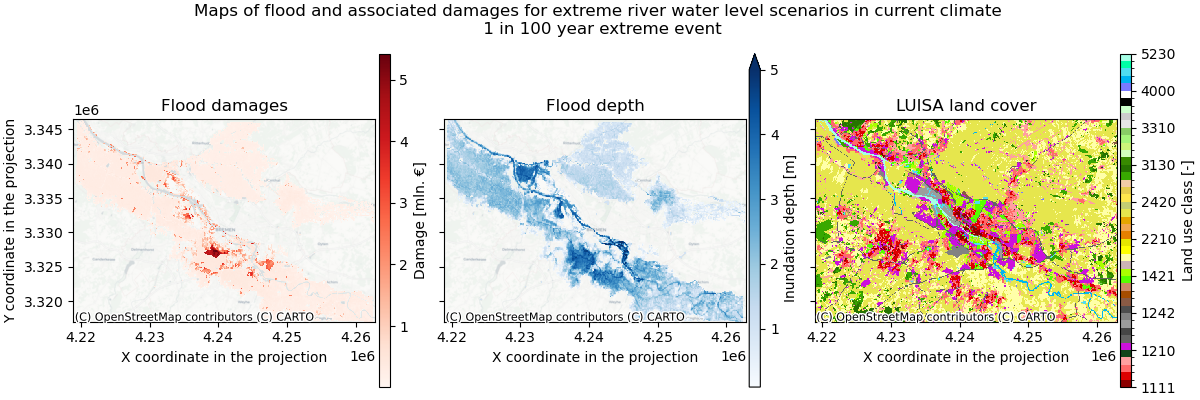 Maps of flood and associated damages for extreme river water level scenarios in current climate
1 in 100 year extreme event
Flood damages
1e6
3.345
3.340
3.335
3.330
3.325
3.320
Y coordinate in the projection
(C) OpenStreetMap contributors (C) CARTO
4.22
4.23
4.24
4.25
4.26
1e6
X coordinate in the projection
5
4
3
2
1
Damage [mln. €]
Flood depth
(C) OpenStreetMap contributors (C) CARTO
4.22
4.23
4.24
4.25
4.26
1e6
X coordinate in the projection
5
4
3
2
1
Inundation depth [m]
LUISA land cover
(C) OpenStreetMap contributors (C) CARTO
4.22
4.23
4.24
4.25
4.26
1e6
X coordinate in the projection
5230
4000
3310
3130
2420
2210
1421
1242
1210
1111
Land use class [-]